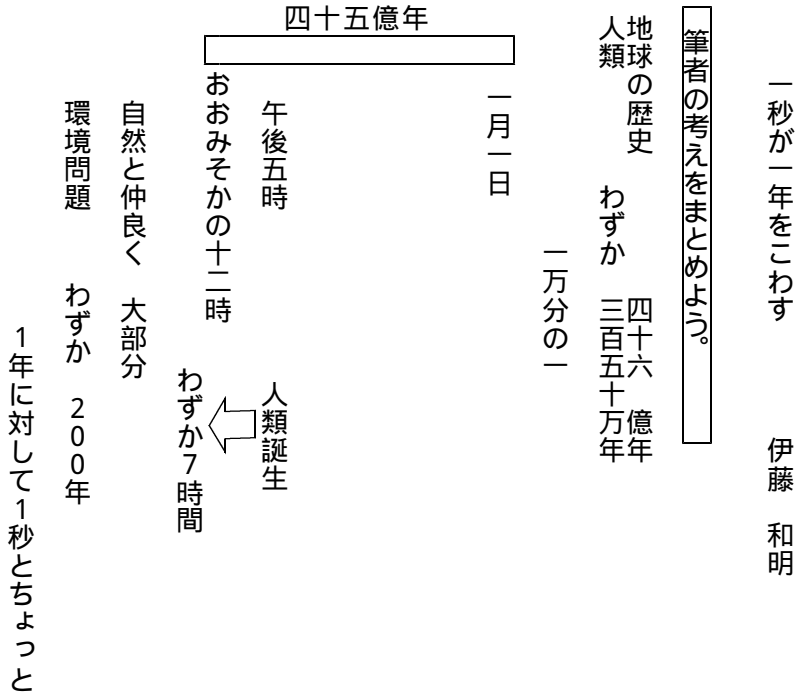 一秒が一年をこわす　伊藤　和明
筆者の考えをまとめよう。
地球の歴史　四十六　億年
人類　わずか　三百五十万年
一万分の一
一月一日
四十五億年
午後五時　人類誕生
おおみそかの十二時
わずか7時間
自然と仲良く　大部分
環境問題　わずか　200年
1年に対して1秒とちょっと